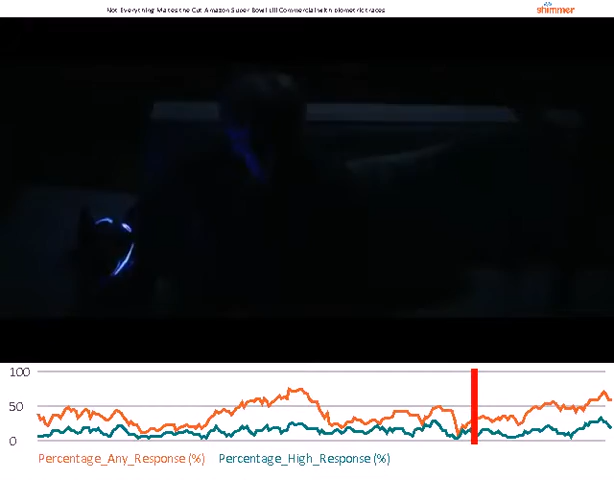 Not Everything Makes the Cut Amazon Super Bowl LIII Commercial with biometric traces
shimmer
100
50
0
Percentage_Any_Response (%) Percentage_High_Response (%)